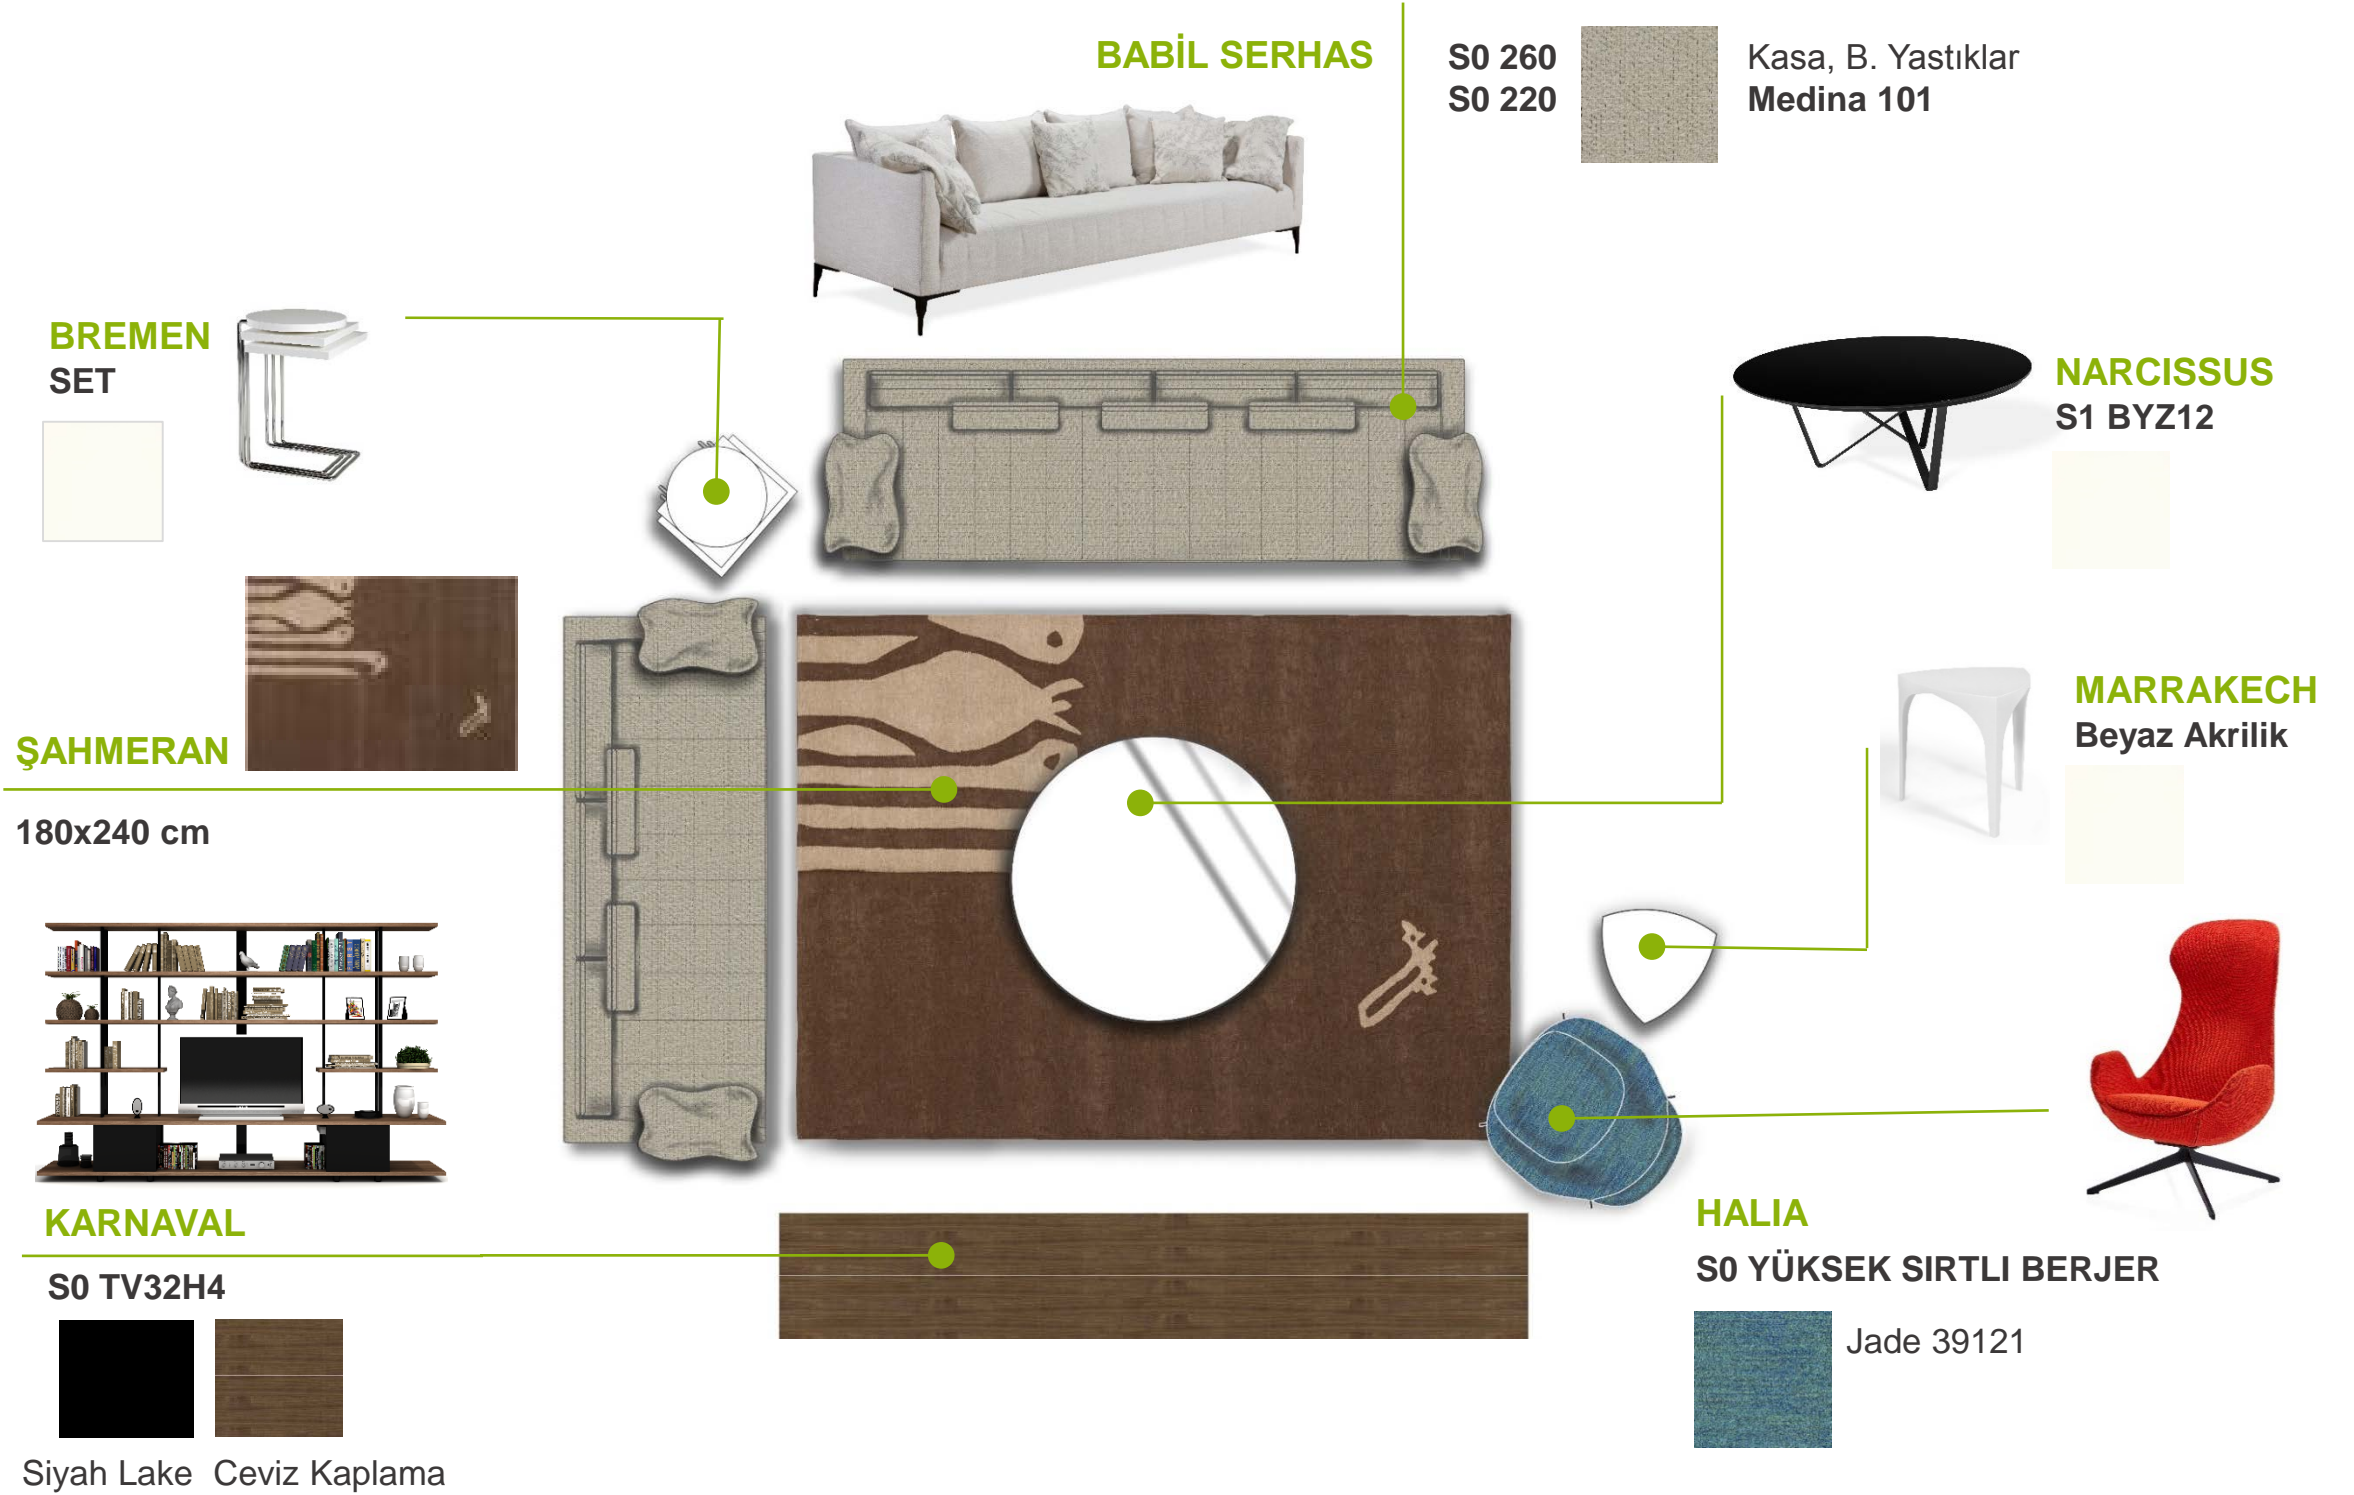 BABİL SERHAS
S0 260
S0 220
Kasa, B. Yastıklar
Medina 101
BREMEN
SET
NARCISSUS
S1 BYZ12
MARRAKECH
Beyaz Akrilik
ŞAHMERAN
180x240 cm
KARNAVAL
S0 TV32H4
Siyah Lake
Ceviz Kaplama
HALIA
S0 YÜKSEK SIRTLI BERJER
Jade 39121